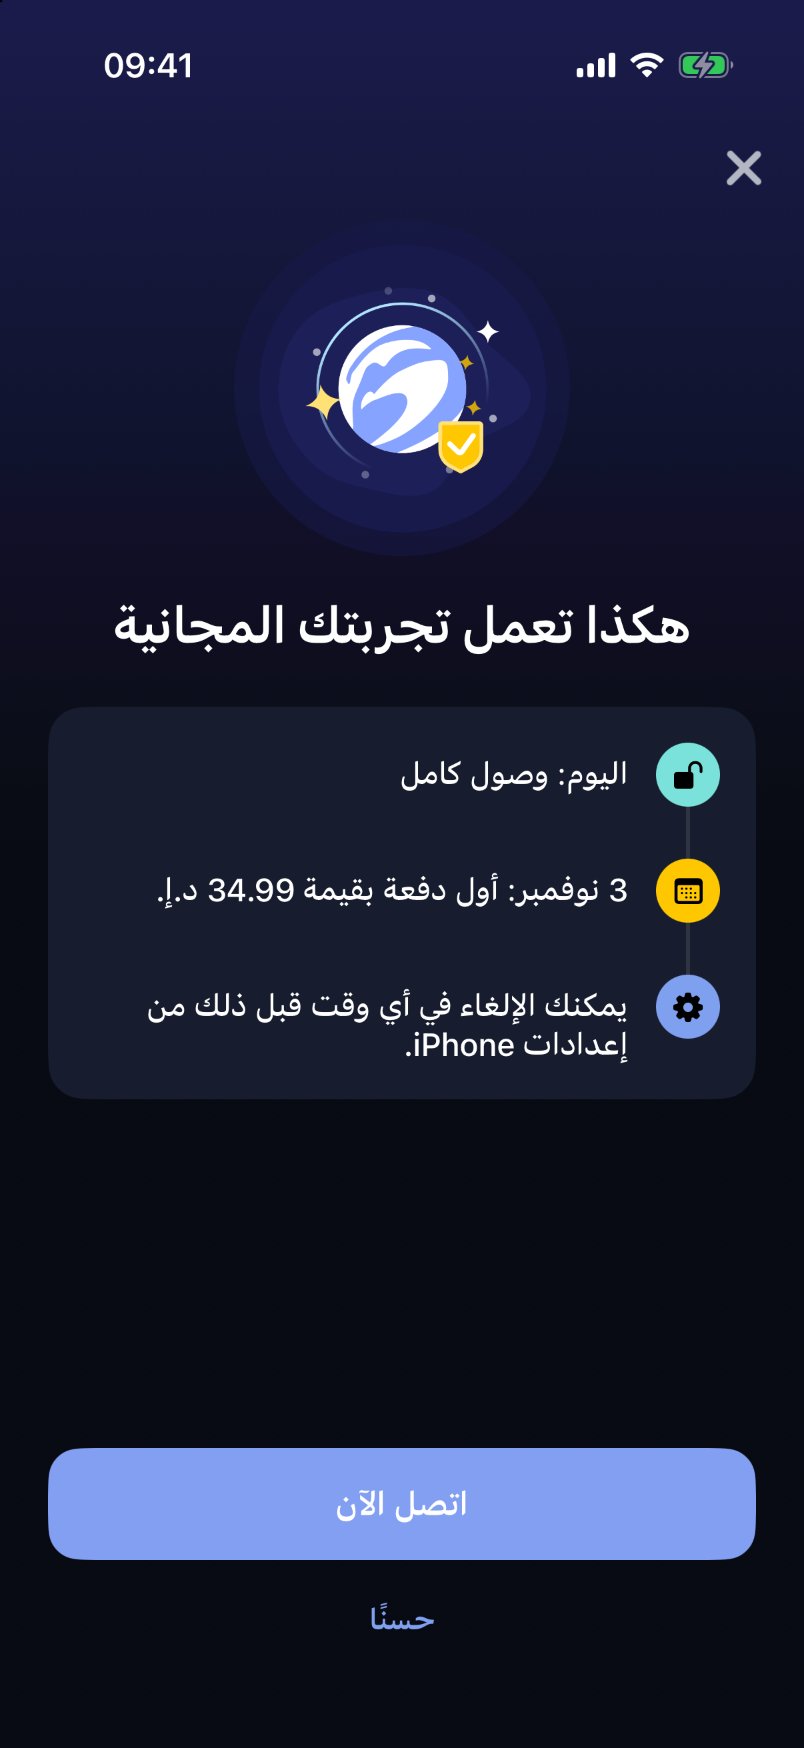 09:41
هكذا تعمل تجربتك المجانية
اليوم: وصول كامل
3 نوفمبر: أول دفعة بقيمة 34.99 د.إ.
يمكنك الإلغاء في أي وقت قبل ذلك من
إعدادات iPhone.
اتصل الآن
حسنًا